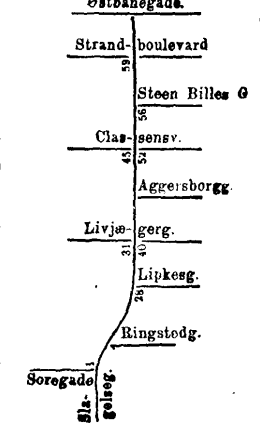 Østbanegade.
Strand-boulevard
59
Steen Billes G
56
Clas-sensv.
45 52
Aggersborgg.
Livjæ-gerg.
31 40
Lipkesg.
28
Ringstedg.
1
Sorøgade
Sla-gelseg.